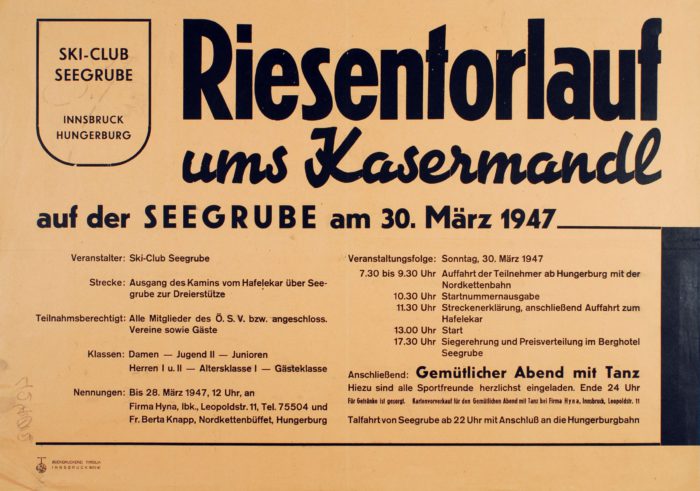 SKI-CLUB
SEEGRUBE
INNSBRUCK
HUNGERBURG
Riesentorlauf
ums Kasermandl
auf der SEEGRUBE am 30. März 1947
Veranstalter: Ski-Club Seegrube
Strecke: Ausgang des Kamins vom Hafelekar über See-
grube zur Dreierstütze
Teilnahmsberechtigt: Alle Mitglieder des Ö. S. V. bzw. angeschloss.
Vereine sowie Gäste
Klassen: Damen — Jugend II — Junioren
Herren I u. II — Altersklasse I — Gästeklasse
Nennungen: Bis 28. März 1947, 12 Uhr, an
Firma Hyna, Ibk., Leopoldstr. 11, Tel. 75504 und
Fr. Berta Knapp, Nordkettenbüffet, Hungerburg
Veranstaltungsfolge: Sonntag, 30. März 1947
7.30 bis 9.30 Uhr Auffahrt der Teilnehmer ab Hungerburg mit der
Nordkettenbahn
10.30 Uhr Startnummernausgabe
11.30 Uhr Streckenerklärung, anschließend Auffahrt zum
Hafelekar
13.00 Uhr Start
17.30 Uhr Siegerehrung und Preisverteilung im Berghotel
Seegrube
Anschließend: Gemütlicher Abend mit Tanz
Hiezu sind alle Sportfreunde herzlichst eingeladen. Ende 24 Uhr
Für Getränke ist gesorgt. Kartenvorverkauf für den Gemütlichen Abend mit Tanz bei Firma Hyna, Innsbruck, Leopoldstr. 11
Talfahrt von Seegrube ab 22 Uhr mit Anschluß an die Hungerburgbahn
BUCHDRUCKEREI TYROLIA
INNSBRUCK